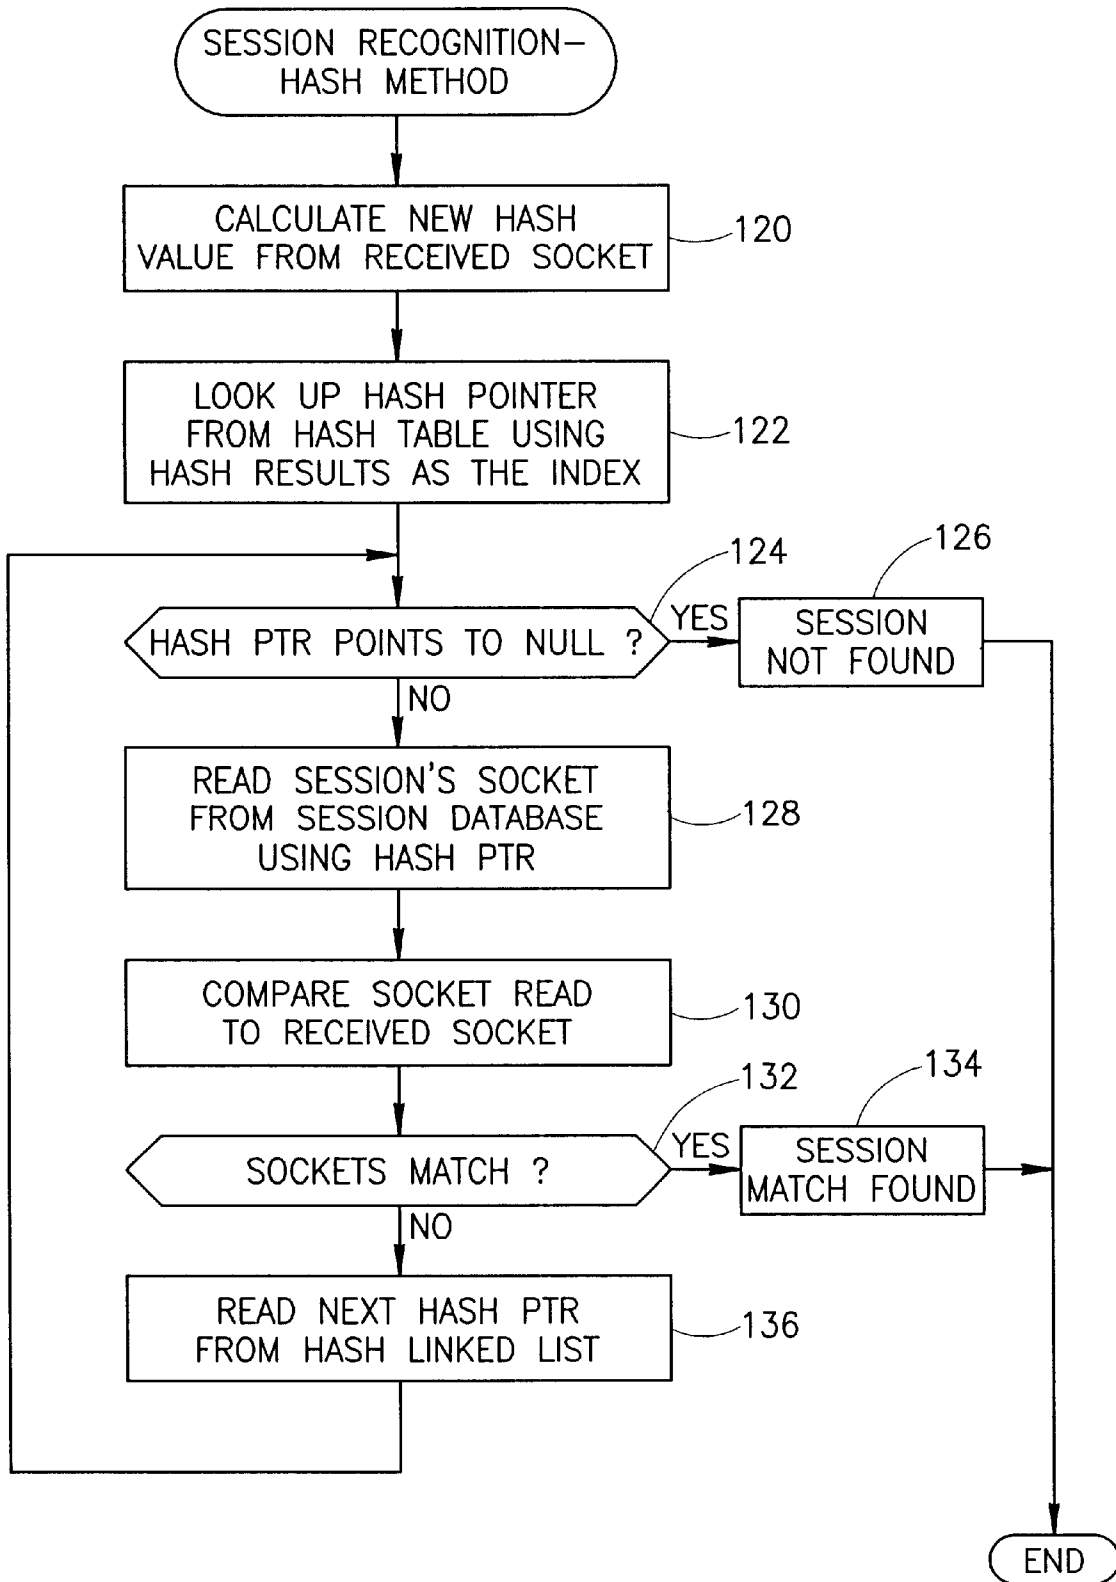 SESSION RECOGNITION–
HASH METHOD
CALCULATE NEW HASH
VALUE FROM RECEIVED SOCKET
120
LOOK UP HASH POINTER
FROM HASH TABLE USING
HASH RESULTS AS THE INDEX
122
124
126
HASH PTR POINTS TO NULL ?
YES
SESSION
NOT FOUND
NO
READ SESSION'S SOCKET
FROM SESSION DATABASE
USING HASH PTR
128
COMPARE SOCKET READ
TO RECEIVED SOCKET
130
132
134
SOCKETS MATCH ?
YES
SESSION
MATCH FOUND
NO
READ NEXT HASH PTR
FROM HASH LINKED LIST
136
END